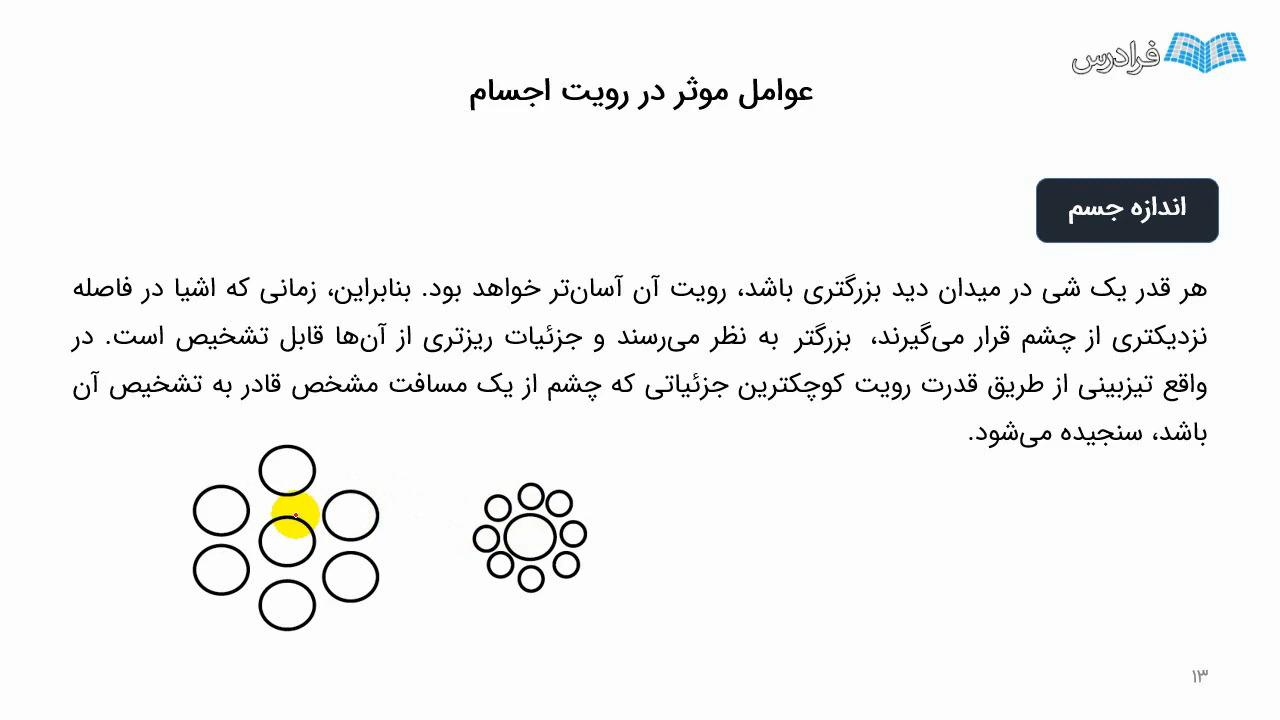 فرادرس
عوامل موثر در رویت اجسام
اندازه جسم
هر قدر یک شی در میدان دید بزرگتری باشد، رویت آن آسان‌تر خواهد بود. بنابراین، زمانی که اشیا در فاصله
نزدیکتری از چشم قرار می‌گیرند، بزرگتر به نظر می‌رسند و جزئیات ریزتری از آن‌ها قابل تشخیص است. در
واقع تیزبینی از طریق قدرت رویت کوچکترین جزئیاتی که چشم از یک مسافت مشخص قادر به تشخیص آن
باشد، سنجیده می‌شود.
۱۳